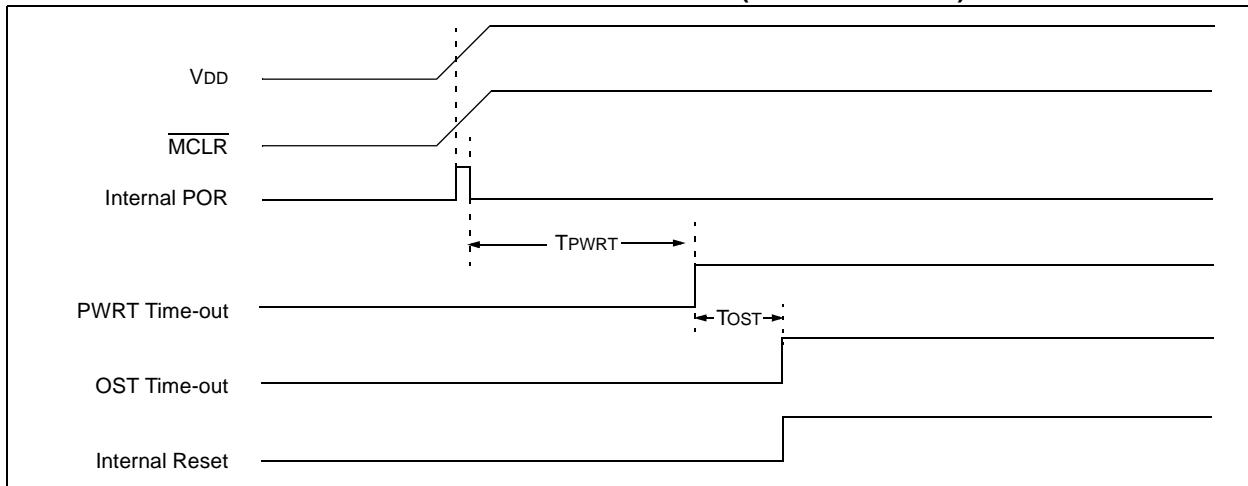 VDD
MCLR
Internal POR
TPWRT
PWRT Time-out
TOST
OST Time-out
Internal Reset